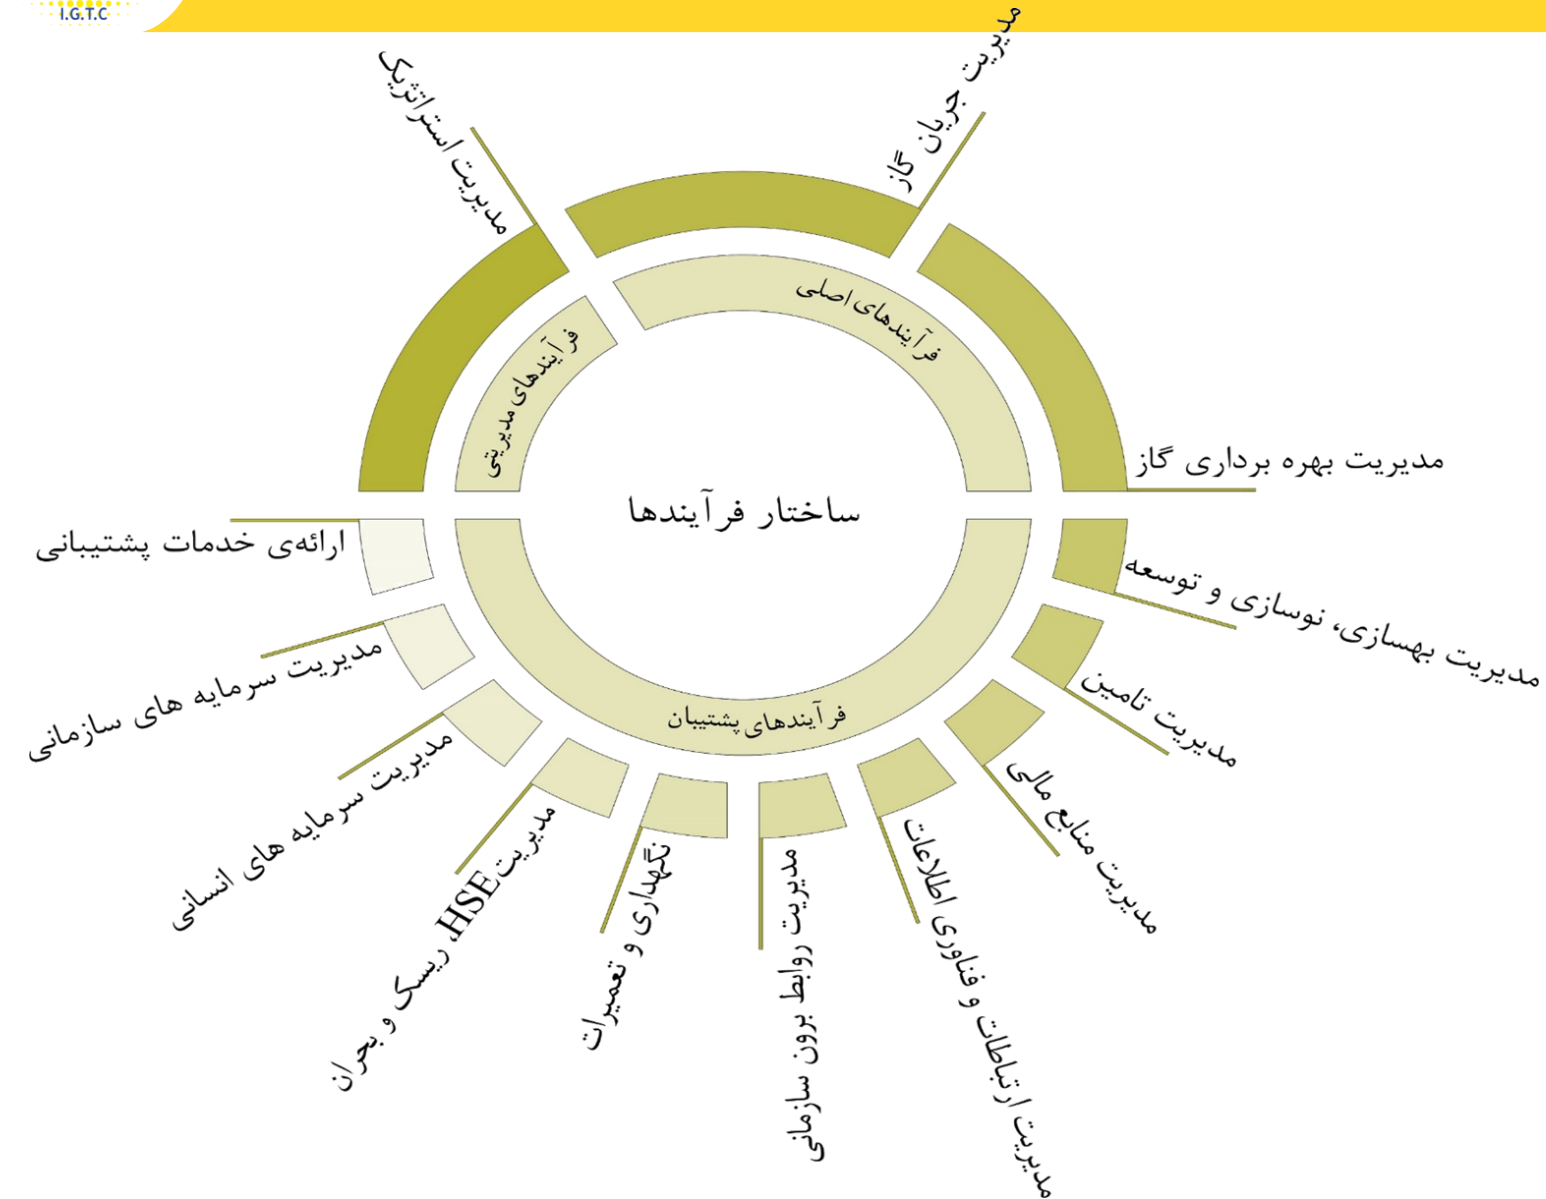 I.G.T.C
مدیریت استراتژیک
مدیریت جریان گاز
فرآیندهای اصلی
فرآیندهای مدیریتی
مدیریت بهره برداری گاز
ساختار فرآیندها
ارائه‌ی خدمات پشتیبانی
مدیریت بهسازی، نوسازی و توسعه
مدیریت سرمایه های سازمانی
مدیریت تامین
فرآیندهای پشتیبان
مدیریت سرمایه های انسانی
مدیریت منابع مالی
مدیریت HSE، ریسک و بحران
نگهداری و تعمیرات
مدیریت روابط برون سازمانی
مدیریت ارتباطات و فناوری اطلاعات